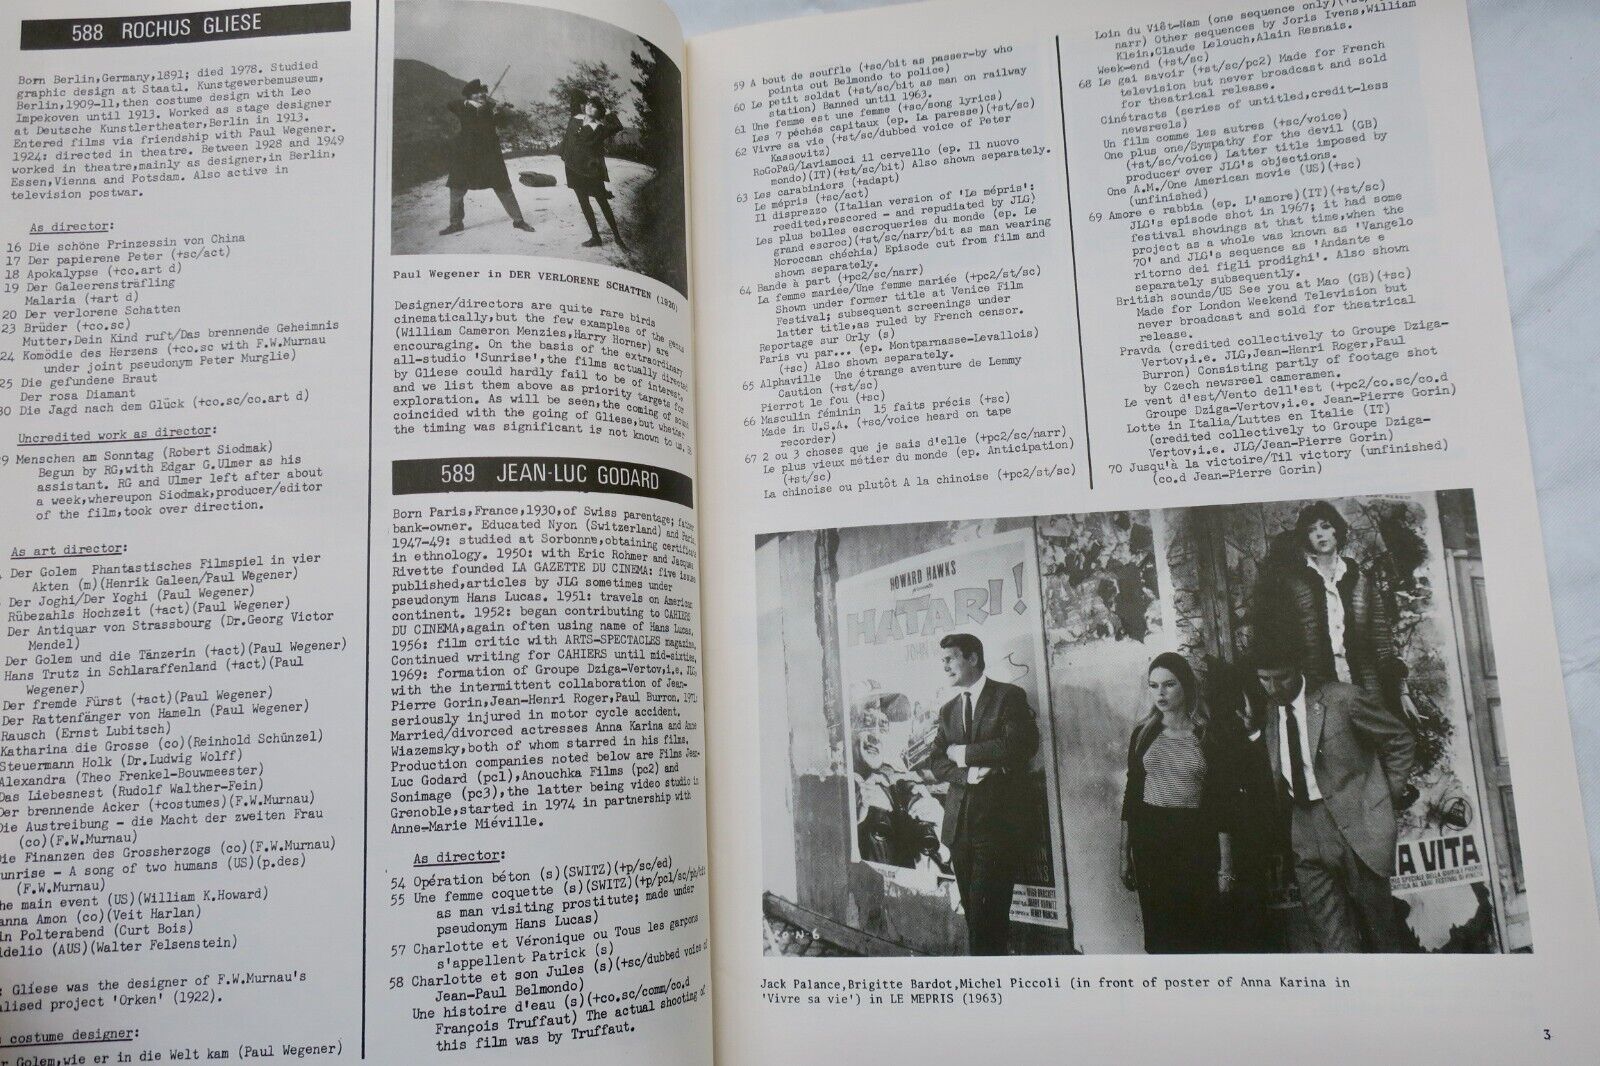 588 ROCHUS GLIESE
Born Berlin,Germany,1891; died 1978. Studied
graphic design at Staatl. Kunstgewerbemuseum,
Berlin,1909-11,then costume design with Leo
Impekoven until 1913. Worked as stage designer
at Deutsche Kunstlertheater,Berlin in 1913.
Entered films via friendship with Paul Wegener.
1924: directed in theatre. Between 1928 and 1949
worked in theatre,mainly as designer,in Berlin,
Essen,Vienna and Potsdam. Also active in
television postwar.
As director:
16 Die schöne Prinzessin von China
17 Der papierene Peter (+sc/act)
18 Apokalypse (+co.art d)
19 Der Galeerensträfling
Malaria (+art d)
20 Der verlorene Schatten
23 Brüder (+co.sc)
Mutter,Dein Kind ruft/Das brennende Geheimnis
24 Komödie des Herzens (+co.sc with F.W.Murnau
under joint pseudonym Peter Murglie)
25 Die gefundene Braut
Der rosa Diamant
30 Die Jagd nach dem Glück (+co.sc/co.art d)
Uncredited work as director:
29 Menschen am Sonntag (Robert Siodmak)
Begun by RG,with Edgar G.Ulmer as his
assistant. RG and Ulmer left after about
a week,whereupon Siodmak,producer/editor
of the film,took over direction.
As art director:
Der Golem Phantastisches Filmspiel in vier
Akten (m)(Henrik Galeen/Paul Wegener)
Der Joghi/Der Yoghi (Paul Wegener)
Rübezahls Hochzeit (+act)(Paul Wegener)
Der Antiquar von Strassbourg (Dr.Georg Victor
Mendel)
Der Golem und die Tänzerin (+act)(Paul Wegener)
Hans Trutz in Schlaraffenland (+act)(Paul
Wegener)
Der fremde Fürst (+act)(Paul Wegener)
Der Rattenfänger von Hameln (Paul Wegener)
Rausch (Ernst Lubitsch)
Katharina die Grosse (co)(Reinhold Schünzel)
Steuermann Holk (Dr.Ludwig Wolff)
Alexandra (Theo Frenkel-Bouwmeester)
Das Liebesnest (Rudolf Walther-Fein)
Der brennende Acker (+costumes)(F.W.Murnau)
Die Austreibung - die Macht der zweiten Frau
(co)(F.W.Murnau)
Die Finanzen des Grossherzogs (co)(F.W.Murnau)
Sunrise - A song of two humans (US)(p.des)
(F.W.Murnau)
The main event (US)(William K.Howard)
anna Amon (co)(Veit Harlan)
in Polterabend (Curt Bois)
idelio (AUS)(Walter Felsenstein)
: Gliese was the designer of F.W.Murnau's
alised project 'Orken' (1922).
costume designer:
r Golem,wie er in die Welt kam (Paul Wegener)
Paul Wegener in DER VERLORENE SCHATTEN (1920)
Designer/directors are quite rare birds
cinematically,but the few examples of the genus
(William Cameron Menzies,Harry Horner) are
encouraging. On the basis of the extraordinary
all-studio 'Sunrise',the films actually directed
by Gliese could hardly fail to be of interest,
and we list them above as priority targets for
exploration. As will be seen,the coming of sound
coincided with the going of Gliese,but whether
the timing was significant is not known to us.
589 JEAN-LUC GODARD
Born Paris,France,1930,of Swiss parentage; father
bank-owner. Educated Nyon (Switzerland) and Paris.
1947-49: studied at Sorbonne,obtaining certificate
in ethnology. 1950: with Eric Rohmer and Jacques
Rivette founded LA GAZETTE DU CINEMA: five issues
published,articles by JLG sometimes under
pseudonym Hans Lucas. 1951: travels on American
continent. 1952: began contributing to CAHIERS
DU CINEMA,again often using name of Hans Lucas.
1956: film critic with ARTS-SPECTACLES magazine.
Continued writing for CAHIERS until mid-sixties.
1969: formation of Groupe Dziga-Vertov,i.e. JLG
with the intermittent collaboration of Jean-
Pierre Gorin,Jean-Henri Roger,Paul Burron. 1971:
seriously injured in motor cycle accident.
Married/divorced actresses Anna Karina and Anne
Wiazemsky,both of whom starred in his films.
Production companies noted below are Films Jean-
Luc Godard (pc1),Anouchka Films (pc2) and
Sonimage (pc3),the latter being video studio in
Grenoble,started in 1974 in partnership with
Anne-Marie Miéville.
As director:
54 Opération béton (s)(SWITZ)(+p/sc/ed)
55 Une femme coquette (s)(SWITZ)(+p/pc1/sc/ph/bit
as man visiting prostitute; made under
pseudonym Hans Lucas)
57 Charlotte et Véronique ou Tous les garçons
s'appellent Patrick (s)
58 Charlotte et son Jules (s)(+sc/dubbed voice of
Jean-Paul Belmondo)
Une histoire d'eau (s)(+co.sc/comm/co.d
François Truffaut) The actual shooting of
this film was by Truffaut.
59 A bout de souffle (+sc/bit as passer-by who
points out Belmondo to police)
60 Le petit soldat (+st/sc/bit as man on railway
station) Banned until 1963.
61 Une femme est une femme (+sc/song lyrics)
Les 7 péchés capitaux (ep. La paresse)(+st/sc)
62 Vivre sa vie (+st/sc/dubbed voice of Peter
Kassowitz)
RoGoPaG/Laviamoci il cervello (ep. Il nuovo
mondo)(IT)(+st/sc/bit) Also shown separately.
63 Les carabiniers (+adapt)
Le mépris (+sc/act)
Il disprezzo (Italian version of 'Le mépris':
reedited,rescored - and repudiated by JLG)
Les plus belles escroqueries du monde (ep. Le
grand escroc)(+st/sc/narr/bit as man wearing
Moroccan chéchia) Episode cut from film and
shown separately.
64 Bande à part (+pc2/sc/narr)
La femme mariée/Une femme mariée (+pc2/st/sc)
Shown under former title at Venice Film
Festival; subsequent screenings under
latter title,as ruled by French censor.
Reportage sur Orly (s)
Paris vu par... (ep. Montparnasse-Levallois)
(+sc) Also shown separately.
65 Alphaville Une étrange aventure de Lemmy
Caution (+st/sc)
Pierrot le fou (+sc)
66 Masculin féminin 15 faits précis (+sc)
Made in U.S.A. (+sc/voice heard on tape
recorder)
67 2 ou 3 choses que je sais d'elle (+pc2/sc/narr)
Le plus vieux métier du monde (ep. Anticipation)
(+st/sc)
La chinoise ou plutôt A la chinoise (+pc2/st/sc)
Loin du Viêt-Nam (one sequence only)(+sc/
narr) Other sequences by Joris Ivens,William
Klein,Claude Lelouch,Alain Resnais.
Week-end (+st/sc)
68 Le gai savoir (+st/sc/pc2) Made for French
television but never broadcast and sold
for theatrical release.
Cinétracts (series of untitled,credit-less
newsreels)
Un film comme les autres (+sc/voice)
One plus one/Sympathy for the devil (GB)
(+st/sc/voice) Latter title imposed by
producer over JLG's objections.
One A.M./One American movie (US)(+sc)
(unfinished)
69 Amore e rabbia (ep. L'amore)(IT)(+st/sc)
JLG's episode shot in 1967; it had some
festival showings at that time,when the
project as a whole was known as 'Vangelo
70' and JLG's sequence as 'Andante e
ritorno dei figli prodighi'. Also shown
separately subsequently.
British sounds/US See you at Mao (GB)(+sc)
Made for London Weekend Television but
never broadcast and sold for theatrical
release.
Pravda (credited collectively to Groupe Dziga-
Vertov,i.e. JLG,Jean-Henri Roger,Paul
Burron) Consisting partly of footage shot
by Czech newsreel cameramen.
Le vent d'est/Vento dell'est (+pc2/co.sc/co.d
Groupe Dziga-Vertov,i.e. Jean-Pierre Gorin)
Lotte in Italia/Luttes en Italie (IT)
(credited collectively to Groupe Dziga-
Vertov,i.e. JLG/Jean-Pierre Gorin)
70 Jusqu'à la victoire/Til victory (unfinished)
(co.d Jean-Pierre Gorin)
HOWARD HAWKS
HATARI!
A VITA
Jack Palance,Brigitte Bardot,Michel Piccoli (in front of poster of Anna Karina in
'Vivre sa vie') in LE MEPRIS (1963)
3